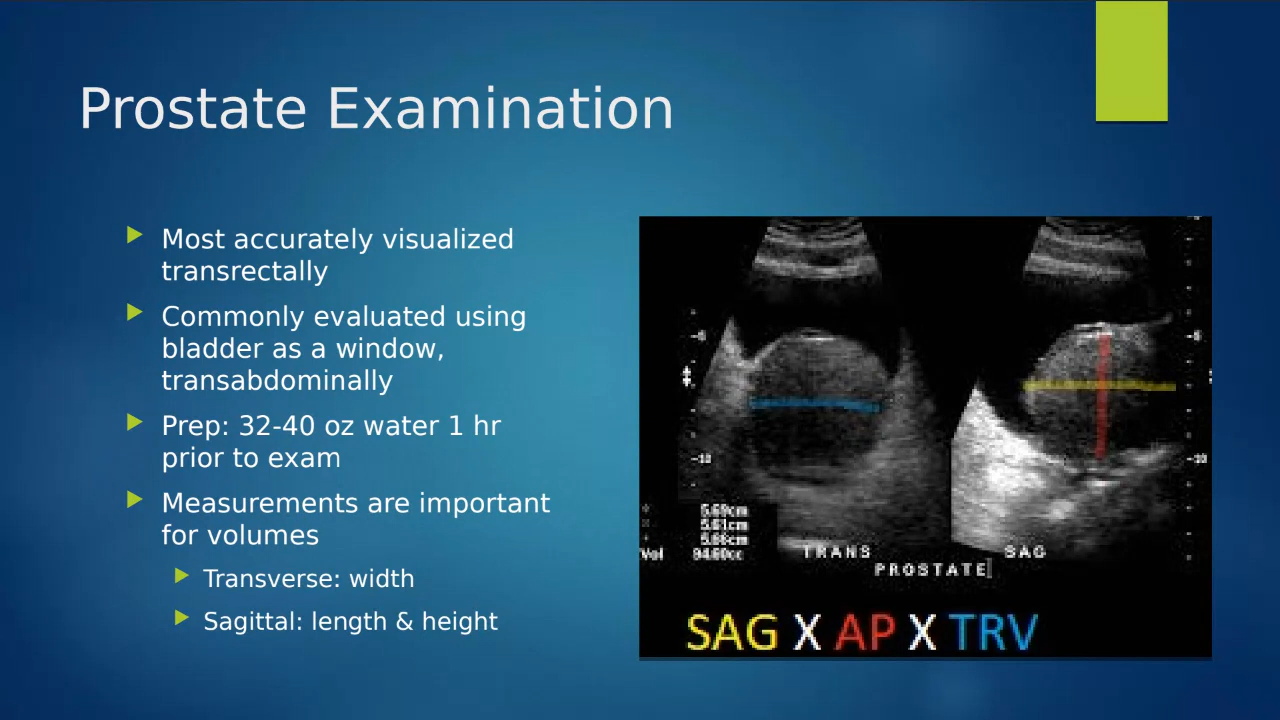 Prostate Examination
Most accurately visualized
transrectally
Commonly evaluated using
bladder as a window,
transabdominally
Prep: 32-40 oz water 1 hr
prior to exam
Measurements are important
for volumes
Transverse: width
Sagittal: length & height
TRANS
SAG
PROSTATE
SAG X AP X TRV